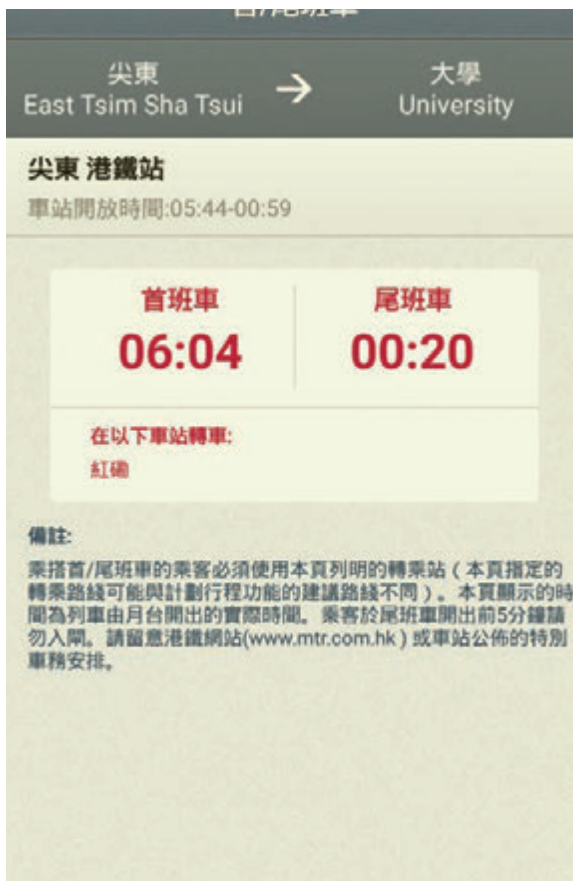 首/尾班車
尖東
East Tsim Sha Tsui
→
大學
University
尖東 港鐵站
車站開放時間:05:44-00:59
首班車
06:04
尾班車
00:20
在以下車站轉車:
紅磡
備註:
乘搭首/尾班車的乘客必須使用本頁列明的轉乘站（本頁指定的
轉乘路綫可能與計劃行程功能的建議路綫不同）。本頁顯示的時
間為列車由月台開出的實際時間。乘客於尾班車開出前5分鐘請
勿入閘。請留意港鐵網站(www.mtr.com.hk ) 或車站公佈的特別
車務安排。